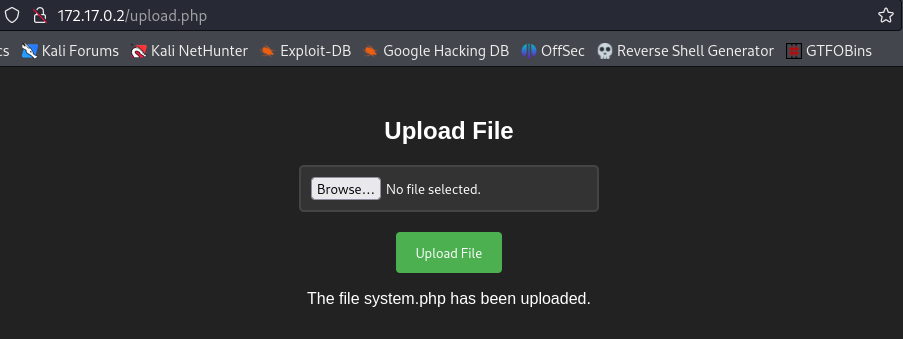 172.17.0.2/upload.php
cs Kali Forums Kali NetHunter Exploit-DB Google Hacking DB OffSec Reverse Shell Generator GTFOBins
Upload File
Browse... No file selected.
Upload File
The file system.php has been uploaded.